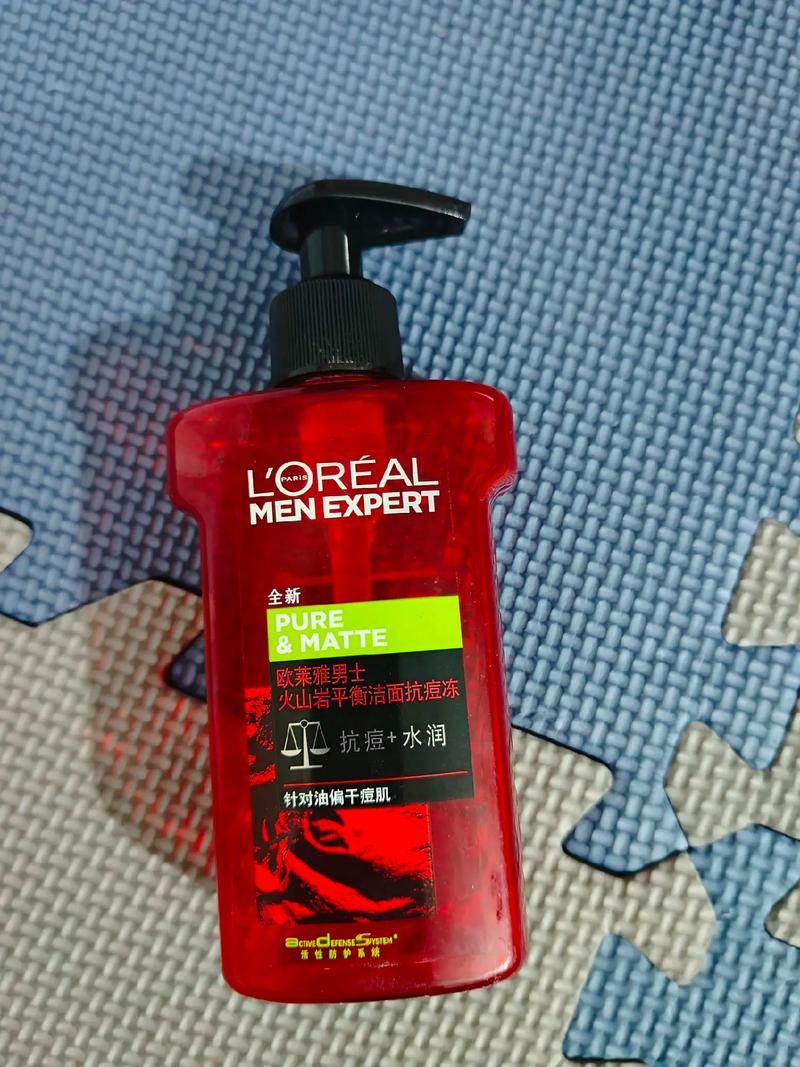 L'ORÉAL
PARIS
MEN EXPERT
全新
PURE
& MATTE
欧莱雅男士
火山岩平衡洁面抗痘冻
抗痘+水润
针对油偏干痘肌
ACTIVE DEFENSE SYSTEM*
活性防护系统